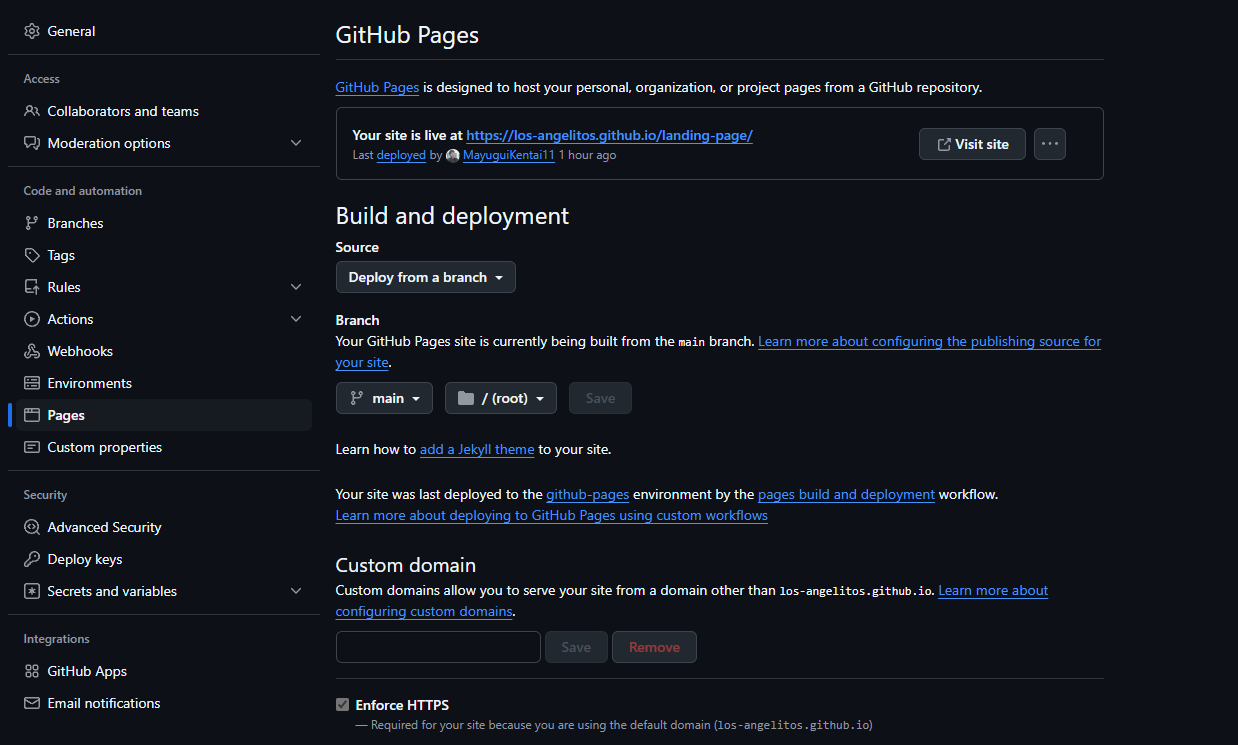 General
Access
Collaborators and teams
Moderation options
Code and automation
Branches
Tags
Rules
Actions
Webhooks
Environments
Pages
Custom properties
Security
Advanced Security
Deploy keys
Secrets and variables
Integrations
GitHub Apps
Email notifications
GitHub Pages
GitHub Pages is designed to host your personal, organization, or project pages from a GitHub repository.
Your site is live at https://los-angelitos.github.io/landing-page/
Last deployed by MayuguiKentai11 1 hour ago
Visit site
Build and deployment
Source
Deploy from a branch
Branch
Your GitHub Pages site is currently being built from the main branch. Learn more about configuring the publishing source for
your site.
main / (root) Save
Learn how to add a Jekyll theme to your site.
Your site was last deployed to the github-pages environment by the pages build and deployment workflow.
Learn more about deploying to GitHub Pages using custom workflows
Custom domain
Custom domains allow you to serve your site from a domain other than los-angelitos.github.io. Learn more about
configuring custom domains.
Save Remove
Enforce HTTPS
— Required for your site because you are using the default domain (los-angelitos.github.io)